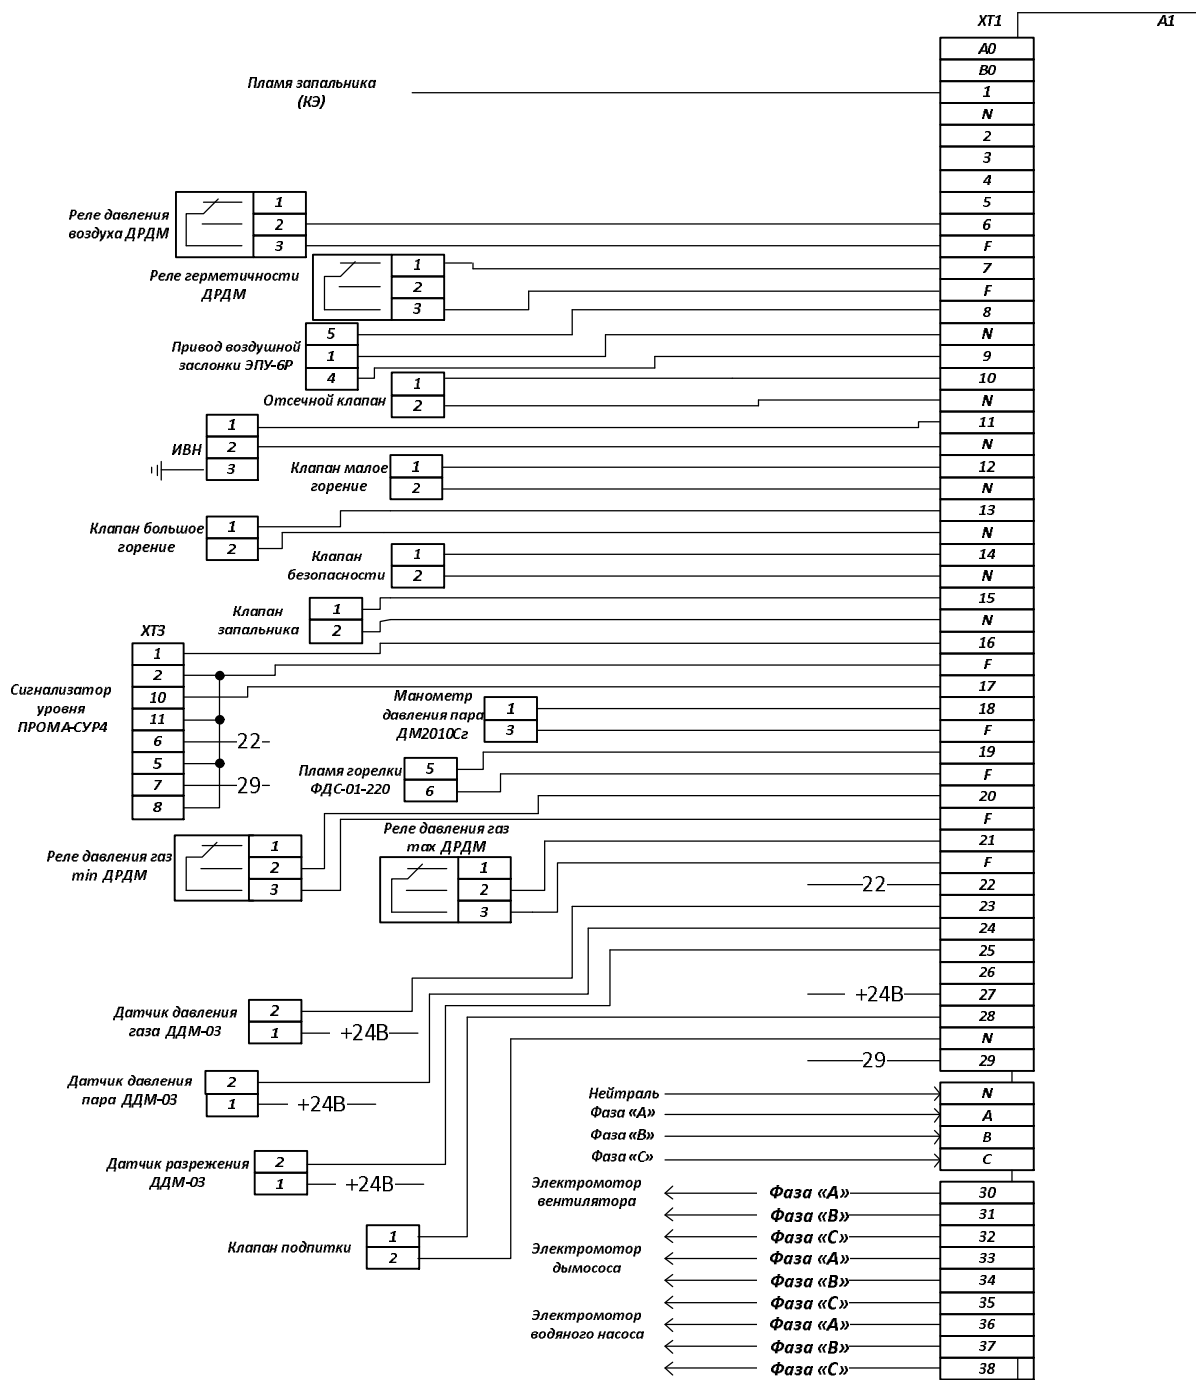 XT1
A1
A0
B0
Пламя запальника
(КЭ)
1
N
2
3
4
5
6
F
7
F
8
N
9
10
N
11
N
12
N
13
N
14
N
15
N
16
F
17
18
F
19
F
20
F
21
F
22
23
24
25
26
27
28
N
29
N
A
B
C
30
31
32
33
34
35
36
37
38
Реле давления
воздуха ДРДМ
1
2
3
Реле герметичности
ДРДМ
1
2
3
Привод воздушной
заслонки ЭПУ-6Р
5
1
4
Отсечной клапан
1
2
ИВН
1
2
3
Клапан малое
горение
1
2
Клапан большое
горение
1
2
Клапан
безопасности
1
2
Клапан
запальника
1
2
XT3
Сигнализатор
уровня
ПРОМА-СУР4
1
2
10
11
6
5
7
8
22
29
Манометр
давления пара
ДМ2010Сг
1
3
Пламя горелки
ФДС-01-220
5
6
Реле давления газ
min ДРДМ
1
2
3
Реле давления газ
max ДРДМ
1
2
3
22
+24В
29
Датчик давления
газа ДДМ-03
2
1
+24В
Датчик давления
пара ДДМ-03
2
1
+24В
Датчик разрежения
ДДМ-03
2
1
+24В
Клапан подпитки
1
2
Нейтраль
Фаза «А»
Фаза «В»
Фаза «С»
Электромотор
вентилятора
Фаза «А»
Фаза «В»
Фаза «С»
Электромотор
дымососа
Фаза «А»
Фаза «В»
Фаза «С»
Электромотор
водяного насоса
Фаза «А»
Фаза «В»
Фаза «С»